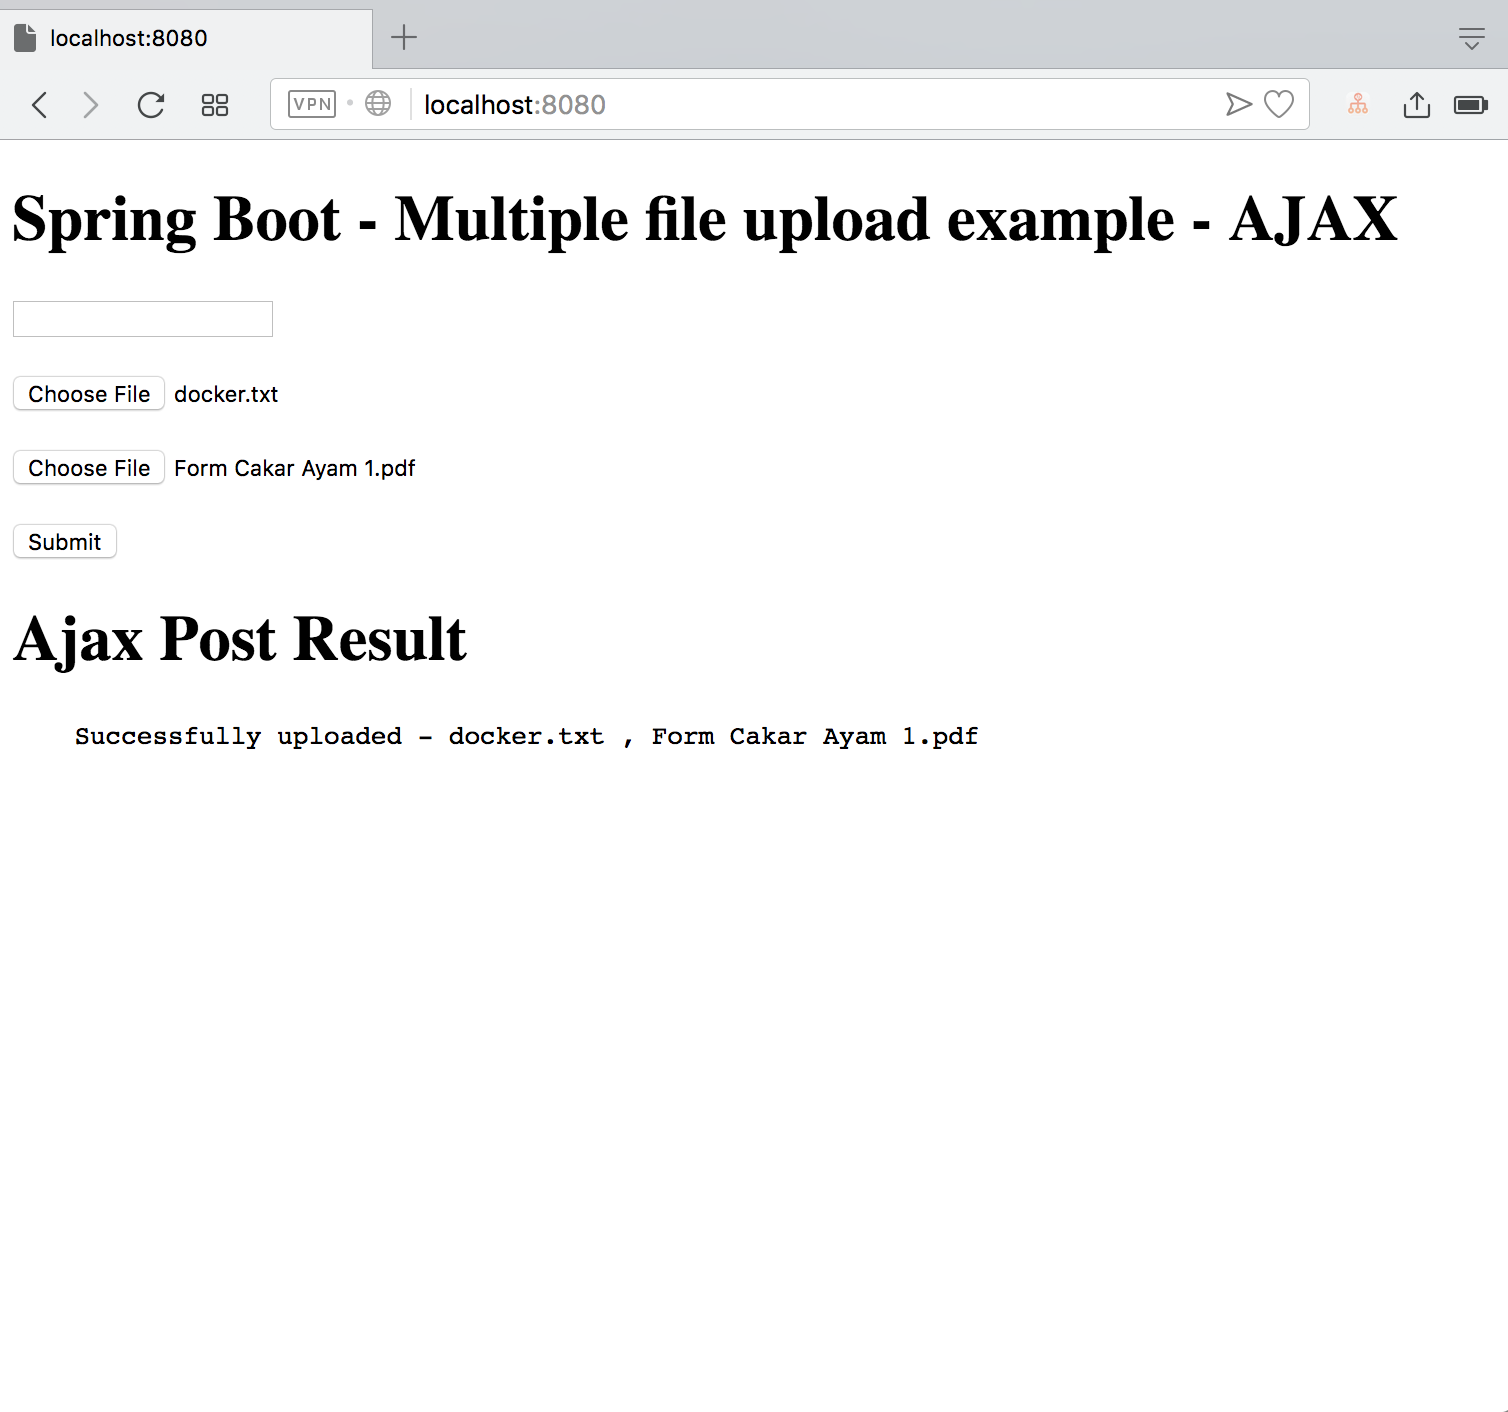 localhost:8080
VPN localhost:8080
Spring Boot - Multiple file upload example - AJAX
Choose File docker.txt
Choose File Form Cakar Ayam 1.pdf
Submit
Ajax Post Result
Successfully uploaded - docker.txt , Form Cakar Ayam 1.pdf